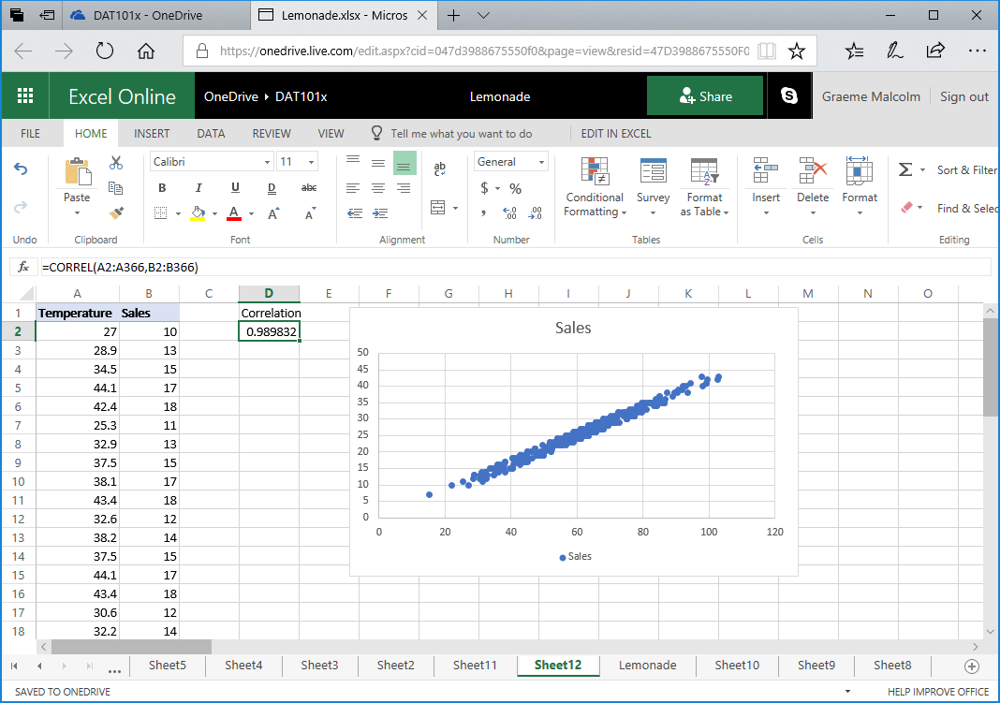 DAT101x - OneDrive
Lemonade.xlsx - Micros
https://onedrive.live.com/edit.aspx?cid=047d3988675550f0&page=view&resid=47D3988675550F0
Excel Online
OneDrive DAT101x
Lemonade
Share
Graeme Malcolm
Sign out
FILE HOME INSERT DATA REVIEW VIEW Tell me what you want to do EDIT IN EXCEL
Calibri 11
General
Paste
B I U D abc
A A A
ab
$ %
Conditional Formatting
Survey
Format as Table
Insert
Delete
Format
Σ Sort & Filter
Find & Selec
Undo Clipboard Font Alignment Number Tables Cells Editing
fx =CORREL(A2:A366,B2:B366)
A B C D E F G H I J K L M N O
1 Temperature Sales Correlation
2 27 10 0.989832
3 28.9 13
4 34.5 15
5 44.1 17
6 42.4 18
7 25.3 11
8 32.9 13
9 37.5 15
10 38.1 17
11 43.4 18
12 32.6 12
13 38.2 14
14 37.5 15
15 44.1 17
16 43.4 18
17 30.6 12
18 32.2 14
Sales
50
45
40
35
30
25
20
15
10
5
0
0 20 40 60 80 100 120
Sales
... Sheet5 Sheet4 Sheet3 Sheet2 Sheet11 Sheet12 Lemonade Sheet10 Sheet9 Sheet8
SAVED TO ONEDRIVE
HELP IMPROVE OFFICE